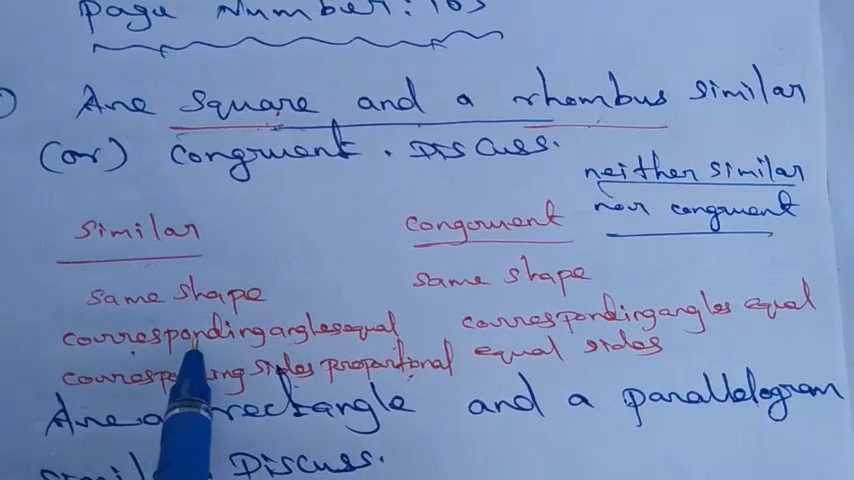 Page Number: 103
Are square and a rhombus similar
(or) congruent. Discuss.
neither similar
nor congruent
similar
same shape
corresponding angles equal
corresponding sides proportional
congruent
same shape
corresponding angles equal
equal sides
Are a rectangle and a parallelogram
Discuss.